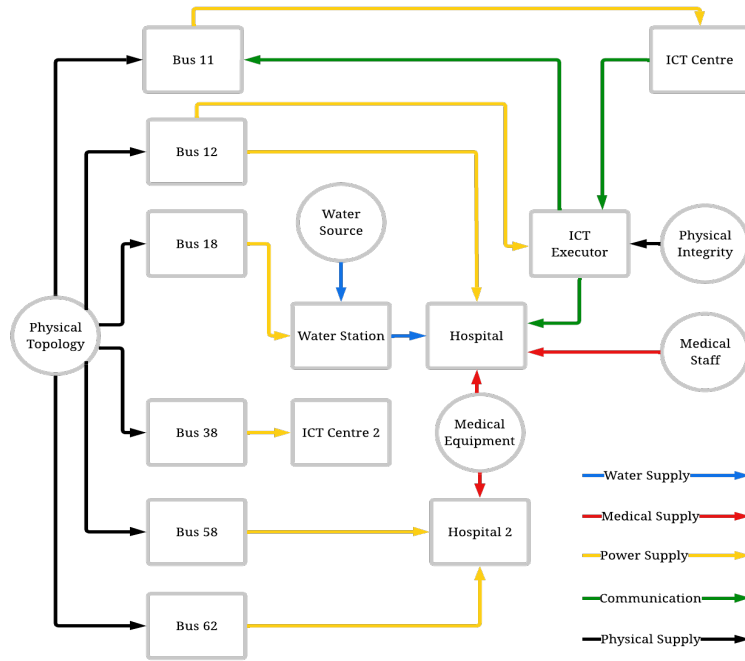 Bus 11
ICT Centre
Bus 12
Water
Source
Bus 18
ICT
Executor
Physical
Integrity
Physical
Topology
Water Station
Hospital
Medical
Staff
Bus 38
ICT Centre 2
Medical
Equipment
Water Supply
Medical Supply
Bus 58
Hospital 2
Power Supply
Communication
Bus 62
Physical Supply